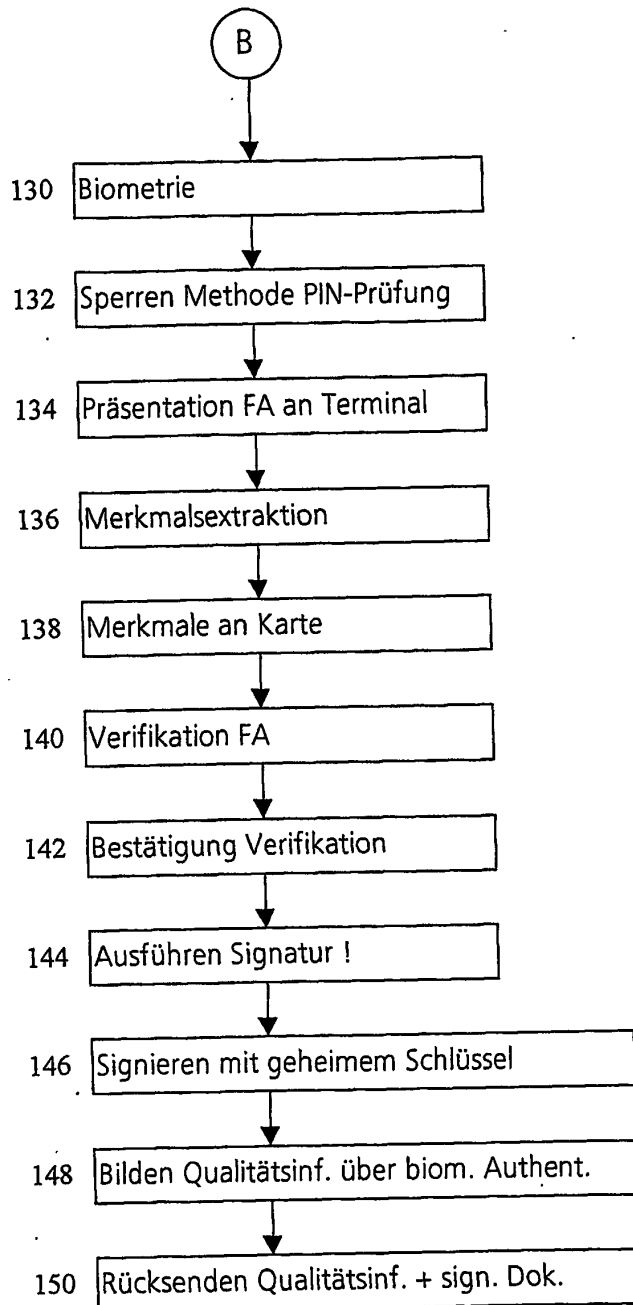 B
130 Biometrie
132 Sperren Methode PIN-Prüfung
134 Präsentation FA an Terminal
136 Merkmalsextraktion
138 Merkmale an Karte
140 Verifikation FA
142 Bestätigung Verifikation
144 Ausführen Signatur !
146 Signieren mit geheimem Schlüssel
148 Bilden Qualitätsinf. über biom. Authent.
150 Rücksenden Qualitätsinf. + sign. Dok.